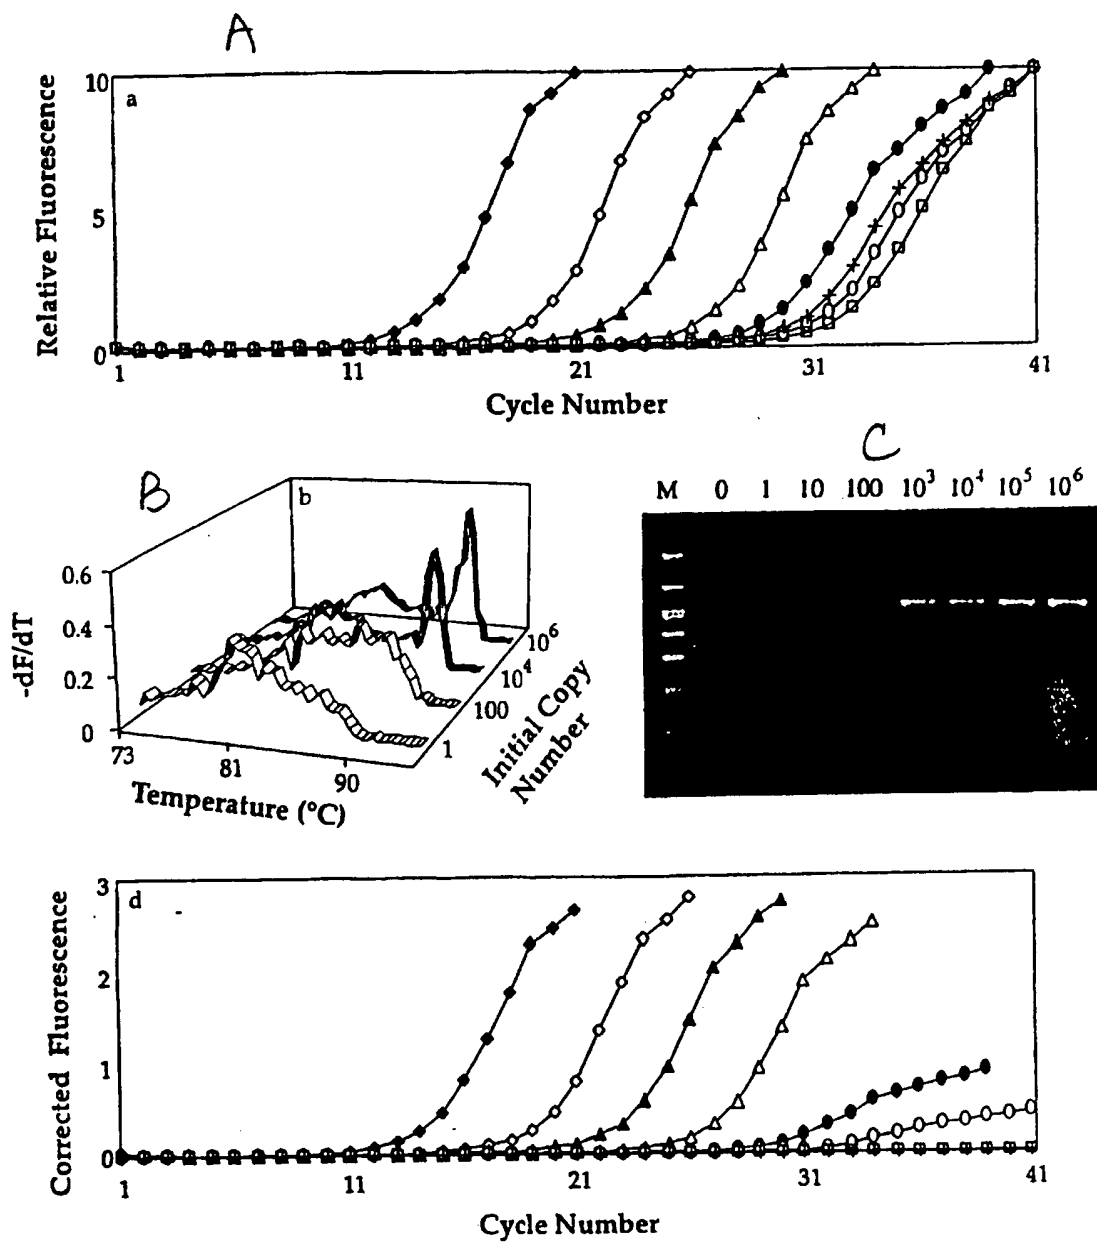 A
10
a
5
0
Relative Fluorescence
1 11 21 31 41
Cycle Number
B
b
0.6
0.4
0.2
0
-dF/dT
73 81 90
Temperature (°C)
1 100 10⁴ 10⁶
Initial Copy
Number
C
M 0 1 10 100 10³ 10⁴ 10⁵ 10⁶
3
d
2
1
0
Corrected Fluorescence
1 11 21 31 41
Cycle Number